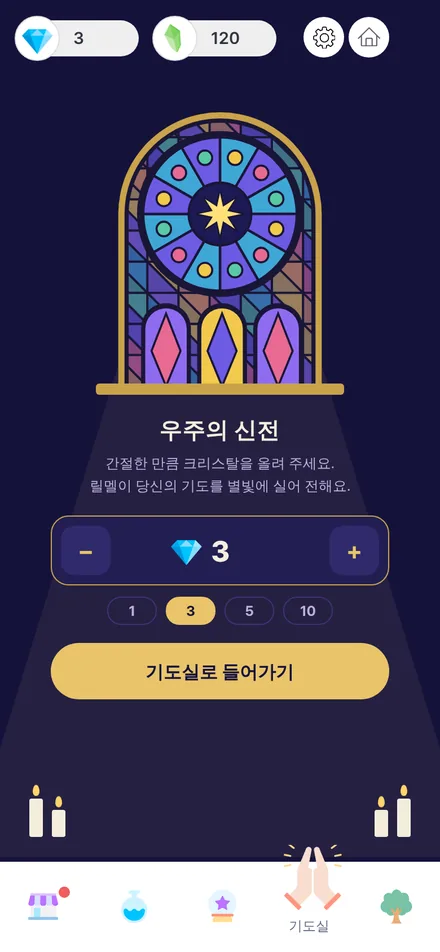 3
120
우주의 신전
간절한 만큼 크리스탈을 올려 주세요.
릴멜이 당신의 기도를 별빛에 실어 전해요.
− 3 +
1 3 5 10
기도실로 들어가기
기도실